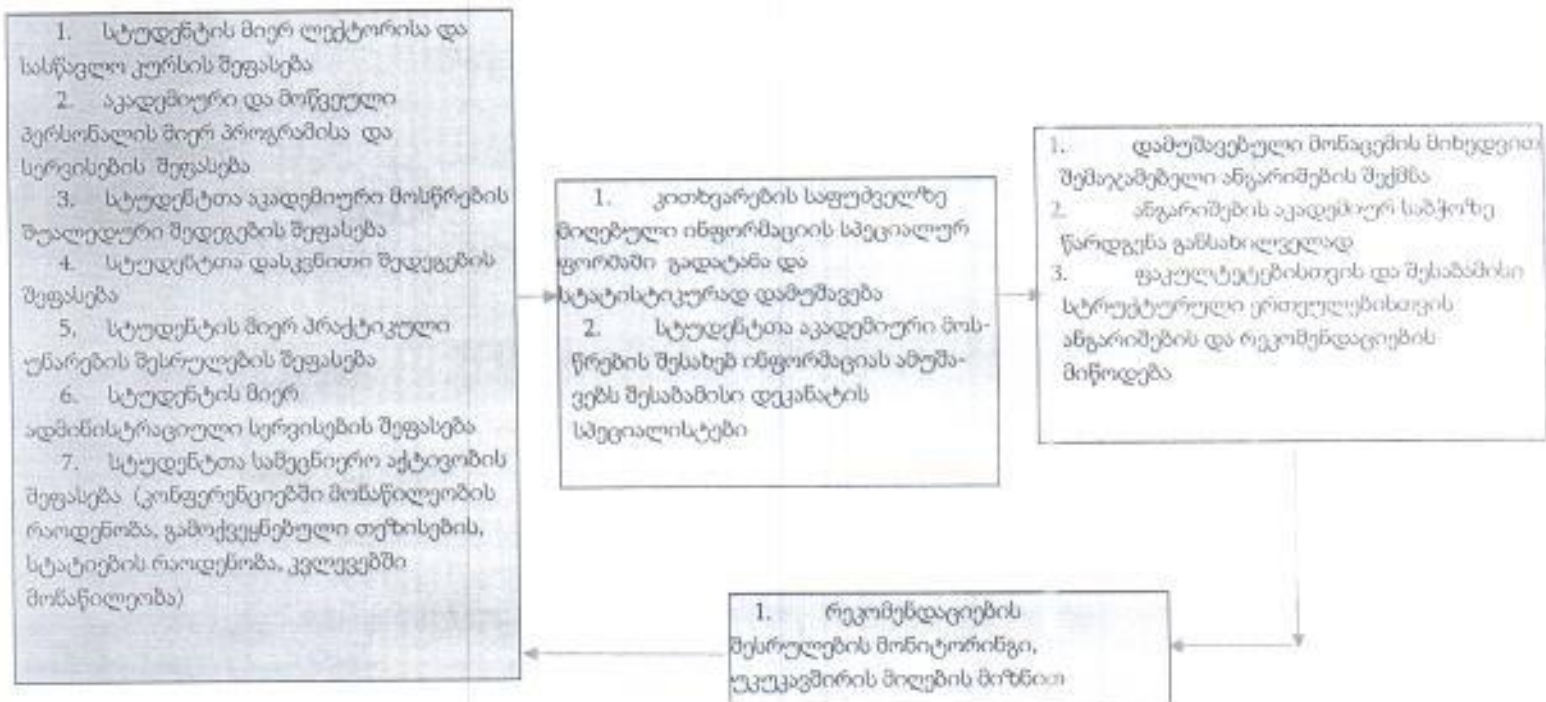 1. სტუდენტის მიერ ლექტორისა და
სასწავლო კურსის შეფასება
2. აკადემიური და მოწვეული
პერსონალის მიერ პროგრამისა და
სერვისების შეფასება
3. სტუდენტთა აკადემიური მოსწრების
შუალედური შედეგების შეფასება
4. სტუდენტთა დასკვნითი შედეგების
შეფასება
5. სტუდენტის მიერ პრაქტიკული
უნარების შესრულების შეფასება
6. სტუდენტის მიერ
ადმინისტრაციული სერვისების შეფასება
7. სტუდენტთა სამეცნიერო აქტივობის
შეფასება (კონფერენციებში მონაწილეობის
რაოდენობა, გამოქვეყნებული თეზისების,
სტატიების რაოდენობა, კვლევებში
მონაწილეობა)
1. კითხვარების საფუძველზე
მიღებული ინფორმაციის სპეციალურ
ფორმაში გადატანა და
სტატისტიკურად დამუშავება
2. სტუდენტთა აკადემიური მოს-
წრების შესახებ ინფორმაციას ამუშა-
ვებს შესაბამისი დეკანატის
სპეციალისტები
1. დამუშავებული მონაცემის მიხედვით
შემაჯამებელი ანგარიშების შექმნა
2. ანგარიშების აკადემიურ საბჭოზე
წარდგენა განსახილველად
3. ფაკულტეტებისთვის და შესაბამისი
სტრუქტურული ერთეულებისთვის
ანგარიშების და რეკომენდაციების
მიწოდება
1. რეკომენდაციების
შესრულების მონიტორინგი,
უკუკავშირის მიღების მიზნით